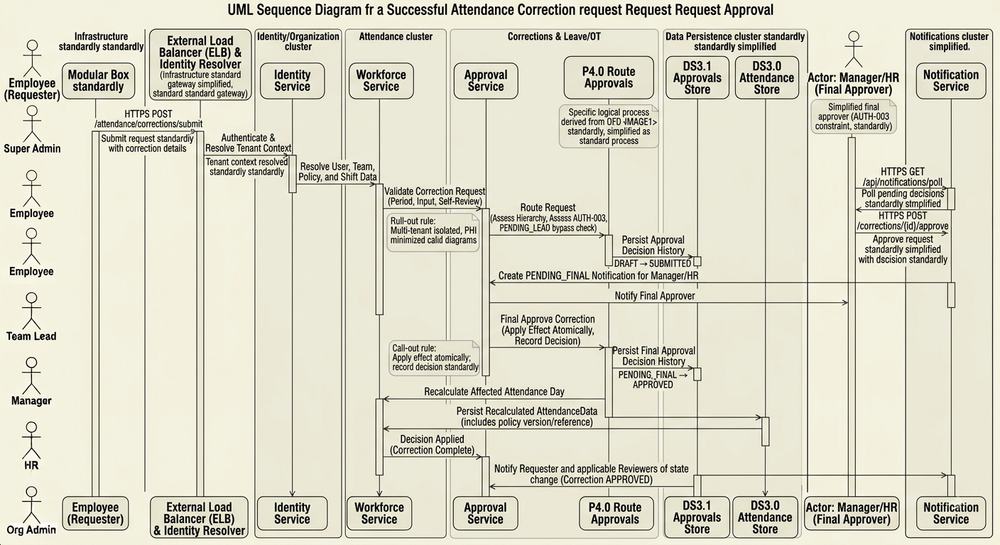 UML Sequence Diagram fr a Successful Attendance Correction request Request Request Approval
Employee
(Requester)
Super Admin
Employee
Employee
Team Lead
Manager
HR
Org Admin
Infrastructure
standardly standardly
Modular Box
standardly
External Load
Balancer (ELB) &
Identity Resolver
(Infrastructure standard
gateway simplified,
standard standard gateway)
Identity/Organization
cluster
Identity
Service
Attendance cluster
Workforce
Service
Corrections & Leave/OT
Approval
Service
P4.0 Route
Approvals
Data Persistence cluster standardly
standardly simplified
DS3.1
Approvals
Store
DS3.0
Attendance
Store
Actor: Manager/HR
(Final Approver)
Notifications cluster
simplified.
Notification
Service
Specific logical process
derived from OFD <IMAGE1>
standardly, simplified as
standard process
Simplified final
approver (AUTH-003
constraint, standardly)
HTTPS POST
/attendance/corrections/submit
Submit request standardly
with correction details
Authenticate &
Resolve Tenant Context
Tenant context resolved
standardly standardly
Resolve User, Team,
Policy, and Shift Data
Validate Correction Request
(Period, Input, Self-Review)
Rull-out rule:
Multi-tenant isolated, PHI
minimized calid diagrams
Route Request
(Assess Hierarchy, Assess AUTH-003,
PENDING_LEAO bypass check)
Persist Approval
Decision History
DRAFT → SUBMITTED
HTTPS GET
/api/notifications/poll
Poll pending decisions
standardly stmplified
HTTPS POST
/corrections/(id)/approve
Approve request
standardly simplified
with dscision standardly
Create PENDING_FINAL Notification for Manager/HR
Notify Final Approver
Final Approve Correction
(Apply Effect Atomically,
Record Decision)
Call-out rule:
Apply effect atomically;
record decision standardly
Persist Final Approval
Decision History
PENDING_FINAL →
APPROVED
Recalculate Affected Attendance Day
Persist Recalculated AttendanceData
(includes policy version/reference)
Decision Applied
(Correction Complete)
Notify Requester and applicable Reviewers of state
change (Correction APPROVED)
Employee
(Requester)
External Load
Balancer (ELB)
& Identity Resolver
Identity
Service
Workforce
Service
Approval
Service
P4.0 Route
Approvals
DS3.1
Approvals
Store
DS3.0
Attendance
Store
Actor: Manager/HR
(Final Approver)
Notification
Service